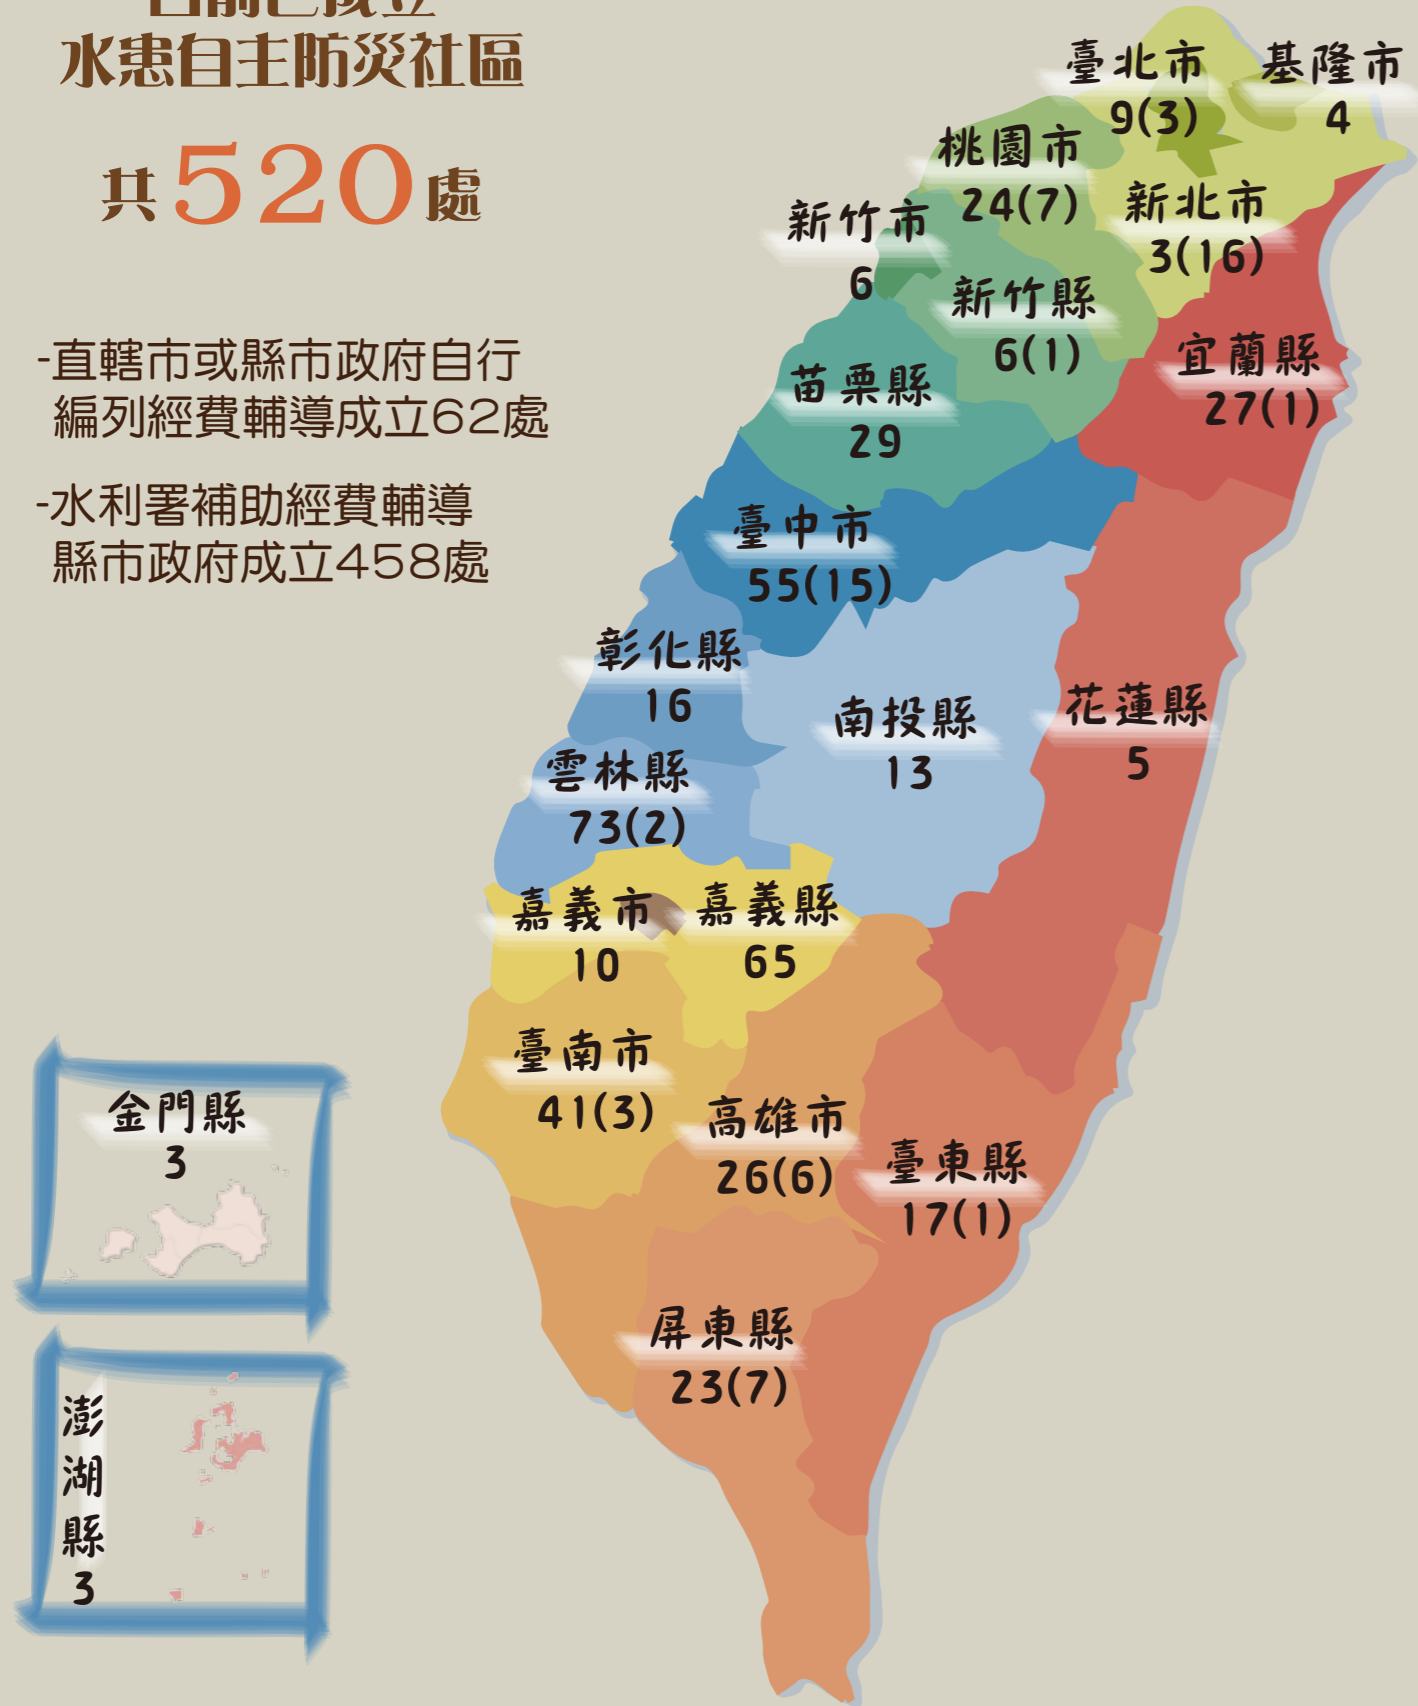 目前已成立
水患自主防災社區
共520處
-直轄市或縣市政府自行
編列經費輔導成立62處
-水利署補助經費輔導
縣市政府成立458處
臺北市
9(3)
基隆市
4
桃園市
24(7)
新北市
3(16)
新竹市
6
新竹縣
6(1)
宜蘭縣
27(1)
苗栗縣
29
臺中市
55(15)
彰化縣
16
南投縣
13
花蓮縣
5
雲林縣
73(2)
嘉義市
10
嘉義縣
65
臺南市
41(3)
高雄市
26(6)
臺東縣
17(1)
屏東縣
23(7)
金門縣
3
澎湖縣
3